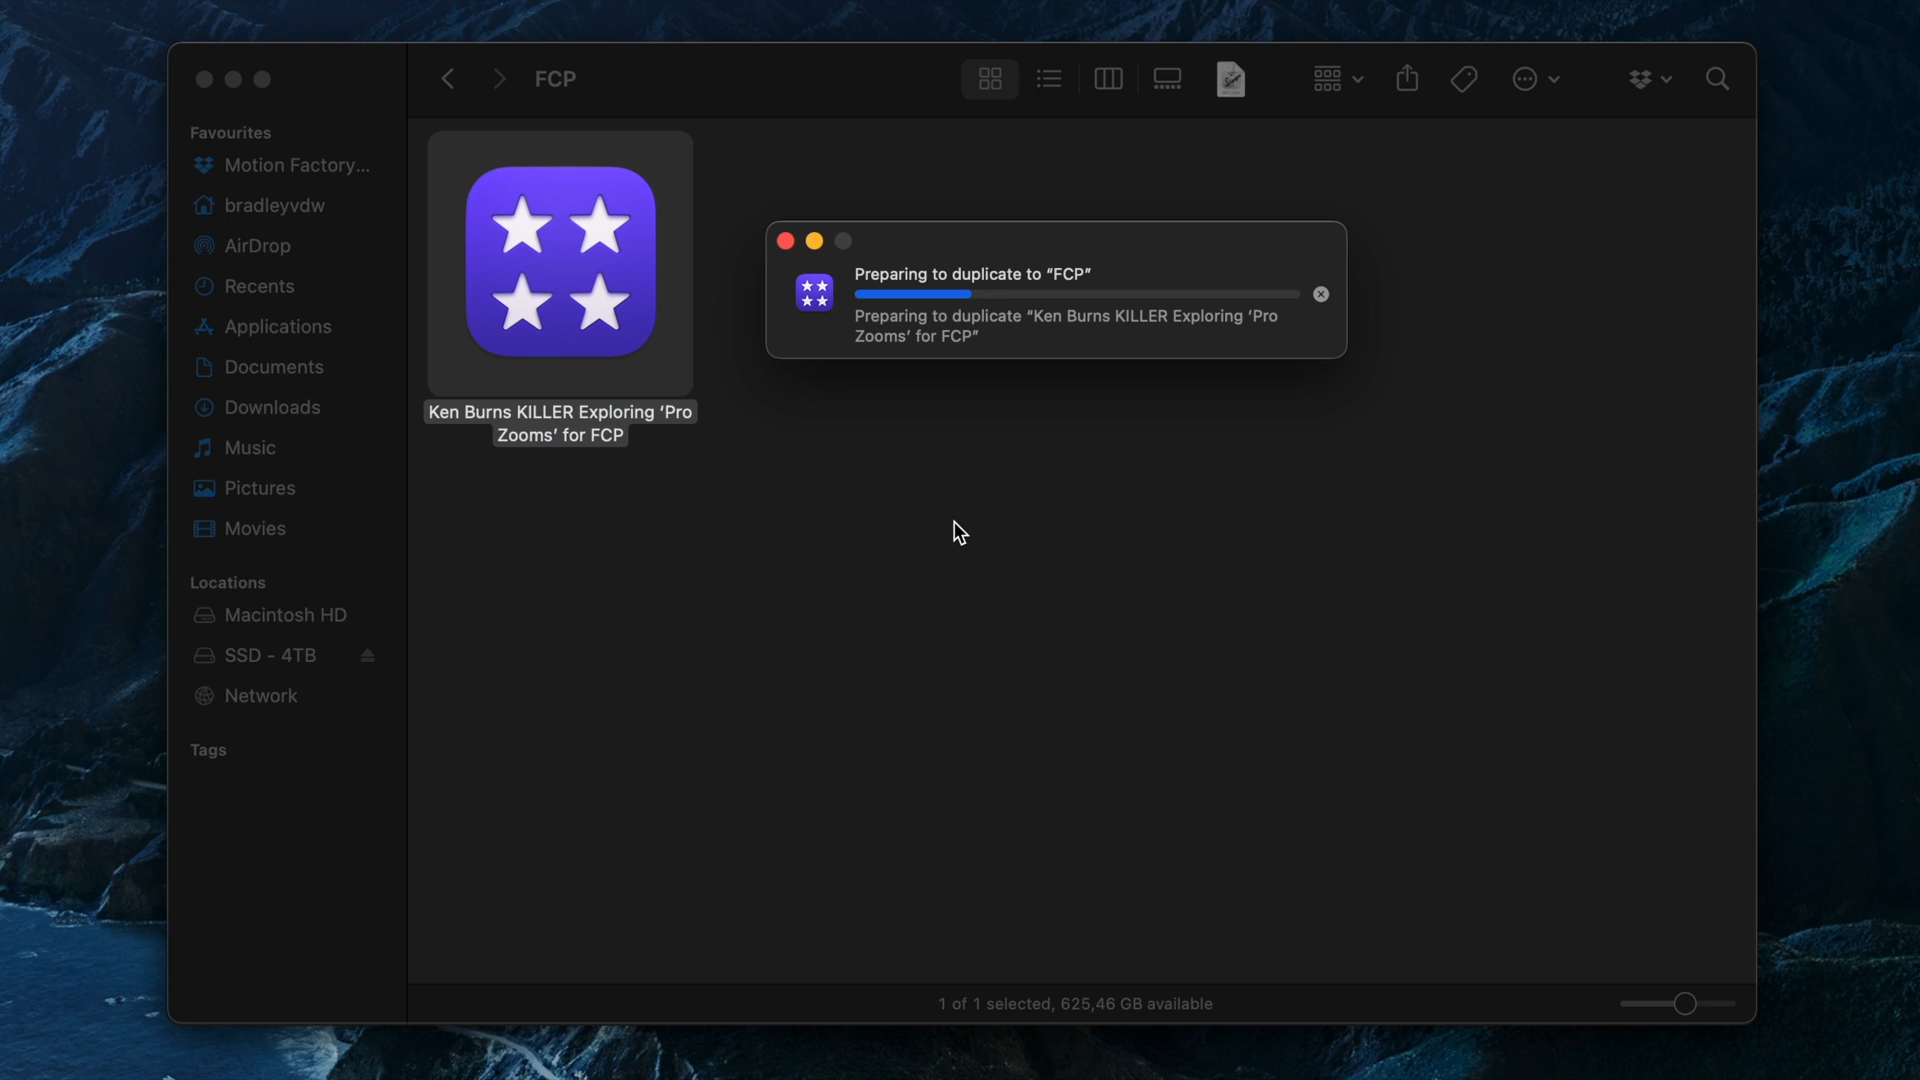 FCP
Favourites
Motion Factory...
bradleyvdw
AirDrop
Recents
Applications
Documents
Downloads
Music
Pictures
Movies
Locations
Macintosh HD
SSD - 4TB
Network
Tags
Ken Burns KILLER Exploring ‘Pro
Zooms’ for FCP
Preparing to duplicate to “FCP”
Preparing to duplicate “Ken Burns KILLER Exploring ‘Pro
Zooms’ for FCP”
1 of 1 selected, 625,46 GB available